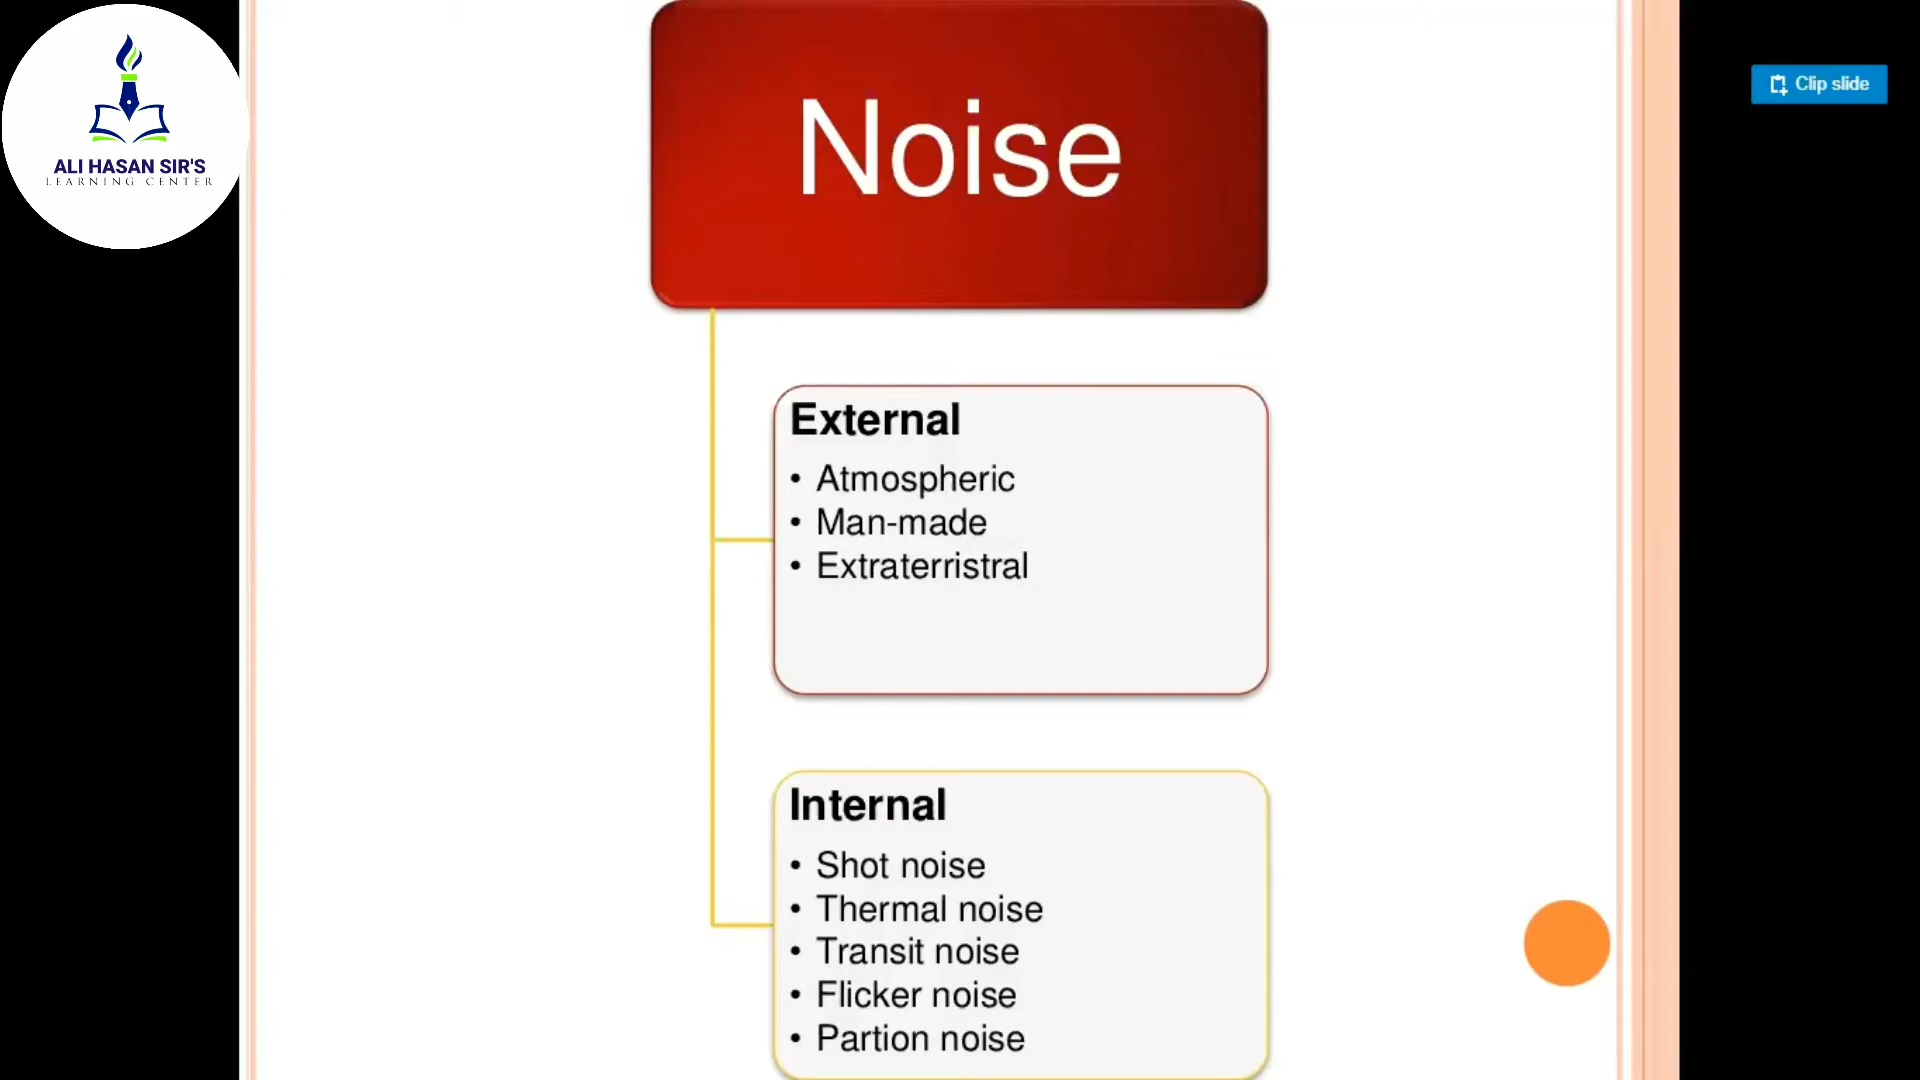 ALI HASAN SIR'S
LEARNING CENTER
Clip slide
Noise
External
• Atmospheric
• Man-made
• Extraterristral
Internal
• Shot noise
• Thermal noise
• Transit noise
• Flicker noise
• Partion noise